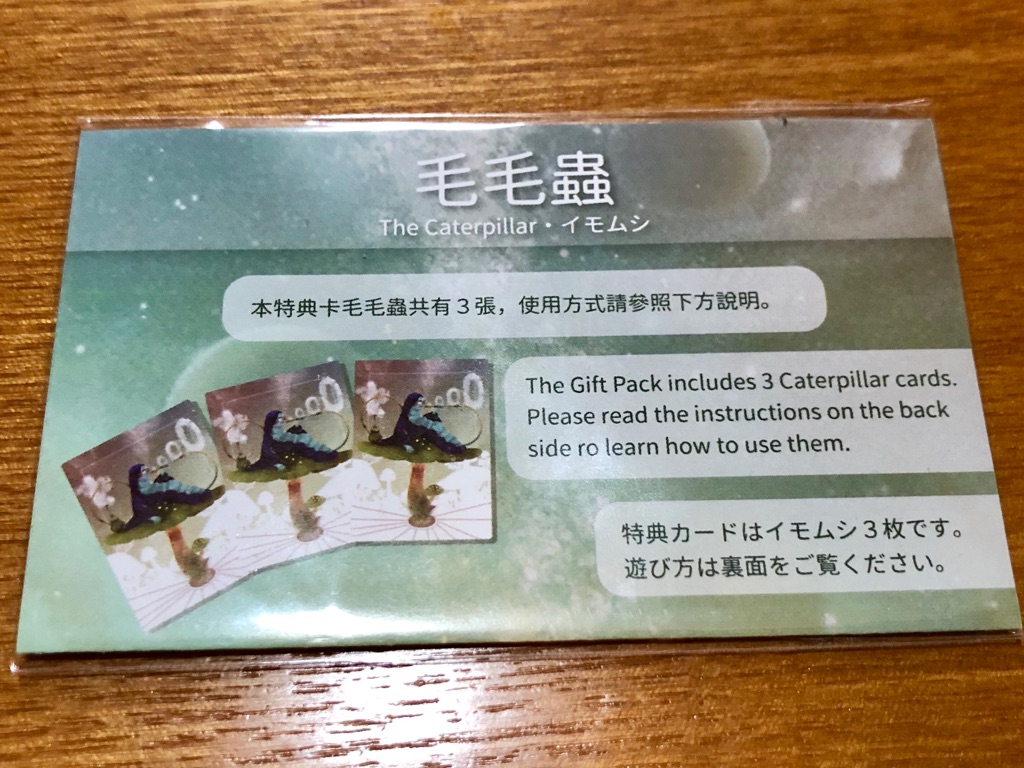 毛毛蟲
The Caterpillar・イモムシ
本特典卡毛毛蟲共有3張，使用方式請參照下方說明。
The Gift Pack includes 3 Caterpillar cards.
Please read the instructions on the back
side ro learn how to use them.
特典カードはイモムシ3枚です。
遊び方は裏面をご覧ください。